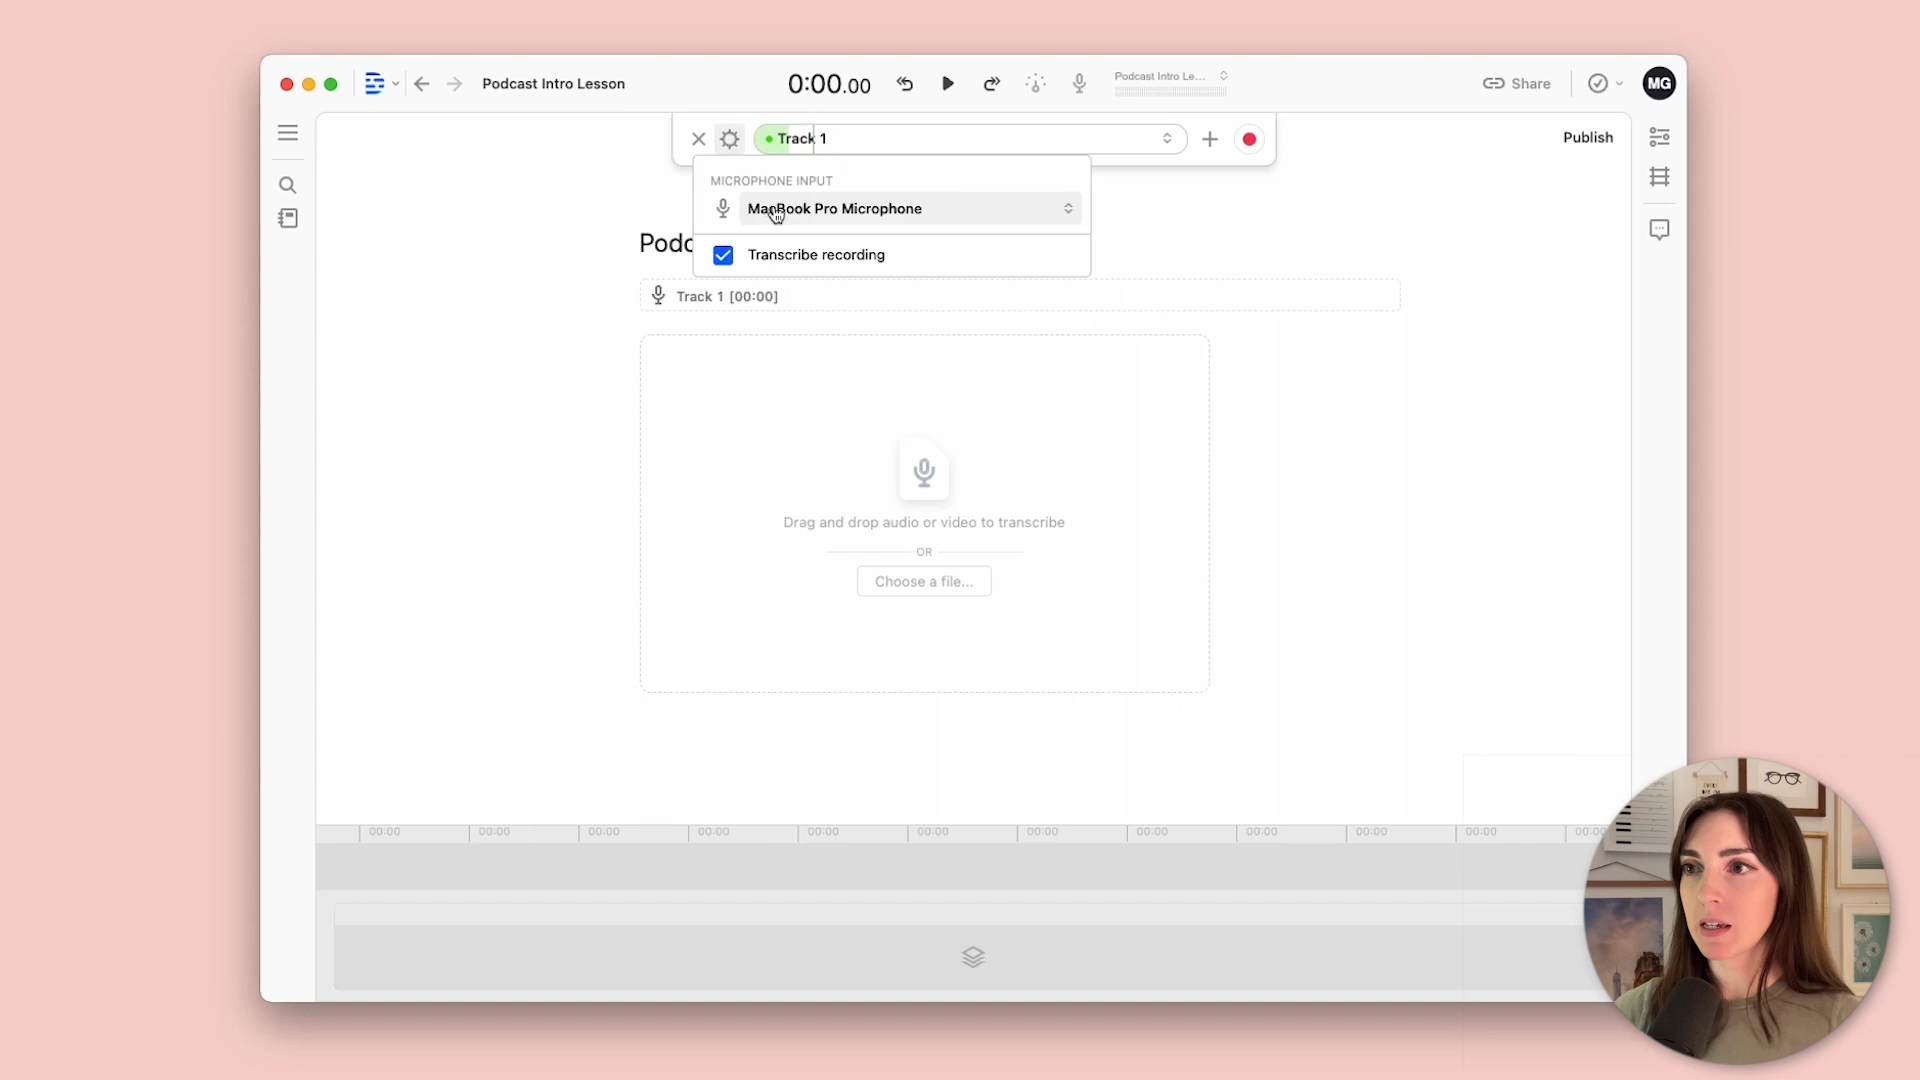 Podcast Intro Lesson
0:00.00
Podcast Intro Le...
Share
MG
Track 1
Publish
MICROPHONE INPUT
MacBook Pro Microphone
Podc
Transcribe recording
Track 1 [00:00]
Drag and drop audio or video to transcribe
OR
Choose a file...
00:00 00:00 00:00 00:00 00:00 00:00 00:00 00:00 00:00 00:00 00:00 00:00